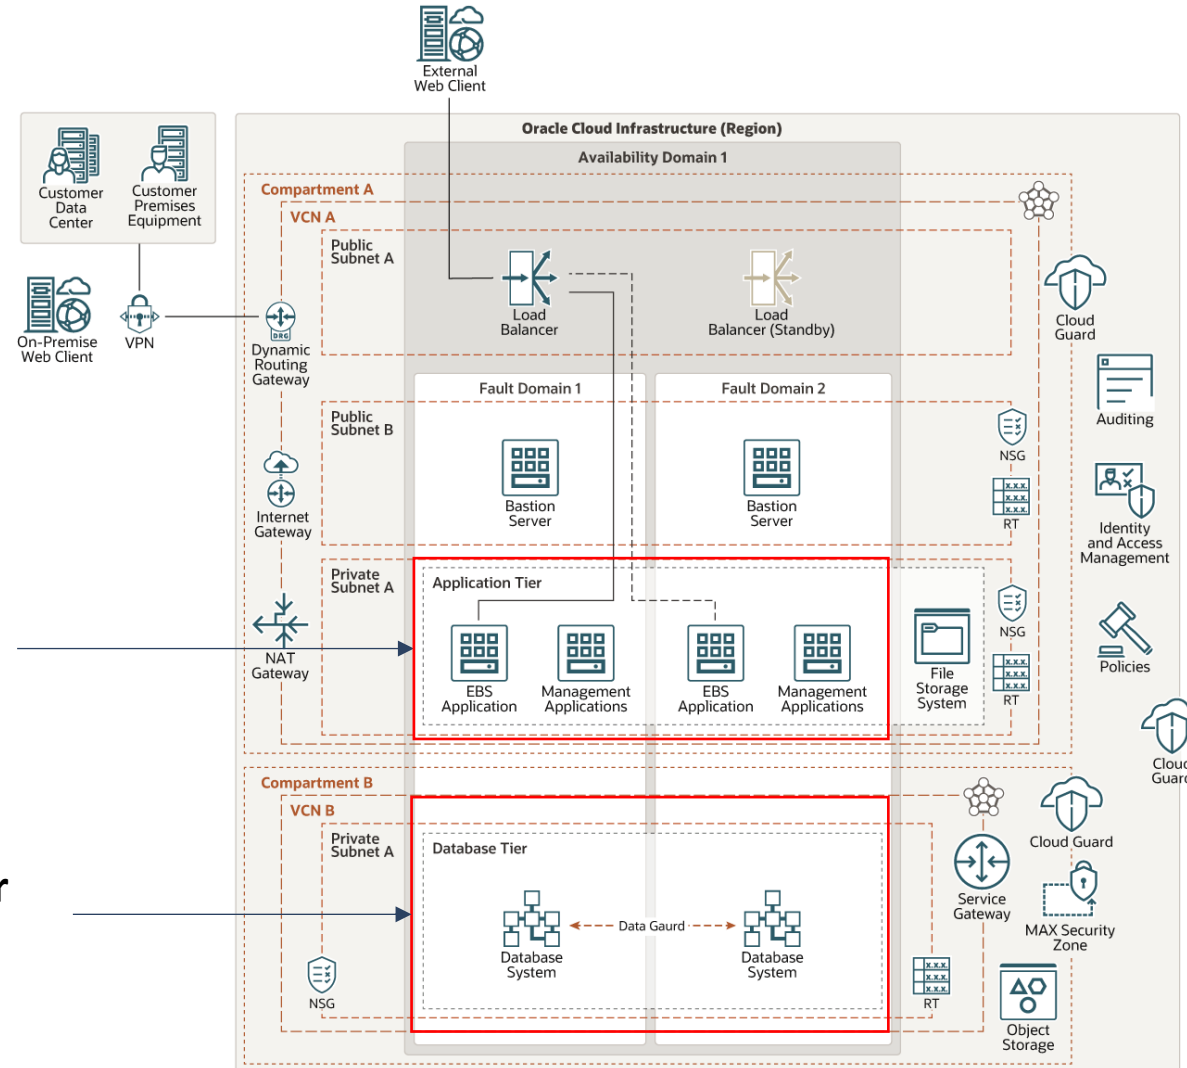 External
Web Client
Oracle Cloud Infrastructure (Region)
Availability Domain 1
Customer
Data
Center
Customer
Premises
Equipment
On-Premise
Web Client
VPN
Compartment A
VCN A
Public
Subnet A
Load
Balancer
Load
Balancer (Standby)
DRG
Dynamic
Routing
Gateway
Cloud
Guard
Fault Domain 1
Fault Domain 2
Public
Subnet B
Bastion
Server
Bastion
Server
NSG
x.x.x.
x.x.x.
x.x.x.
RT
Auditing
Internet
Gateway
Identity
and Access
Management
Private
Subnet A
Application Tier
EBS
Application
Management
Applications
EBS
Application
Management
Applications
File
Storage
System
NSG
x.x.x.
x.x.x.
x.x.x.
RT
NAT
Gateway
Policies
Cloud
Guard
Compartment B
VCN B
Private
Subnet A
Database Tier
r
Database
System
Data Gaurd
Database
System
NSG
x.x.x.
x.x.x.
x.x.x.
RT
Service
Gateway
Cloud Guard
MAX Security
Zone
Object
Storage